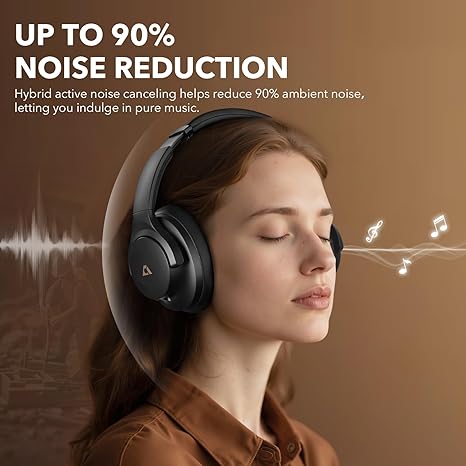 UP TO 90%
NOISE REDUCTION
Hybrid active noise canceling helps reduce 90% ambient noise,
letting you indulge in pure music.